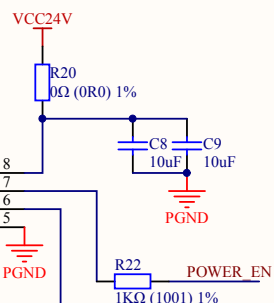 VCC24V
R20
0Ω (0R0) 1%
C8
10uF
C9
10uF
8
7
6
5
PGND
PGND
R22
1KΩ (1001) 1%
POWER_EN